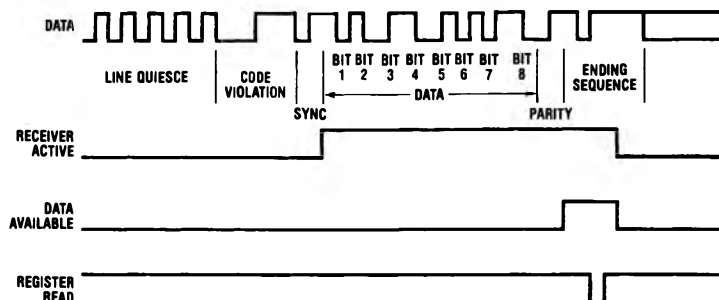 DATA
LINE QUIESCE
CODE
VIOLATION
SYNC
BIT BIT BIT BIT BIT BIT BIT BIT
1 2 3 4 5 6 7 8
DATA
PARITY
ENDING
SEQUENCE
RECEIVER
ACTIVE
DATA
AVAILABLE
REGISTER
READ